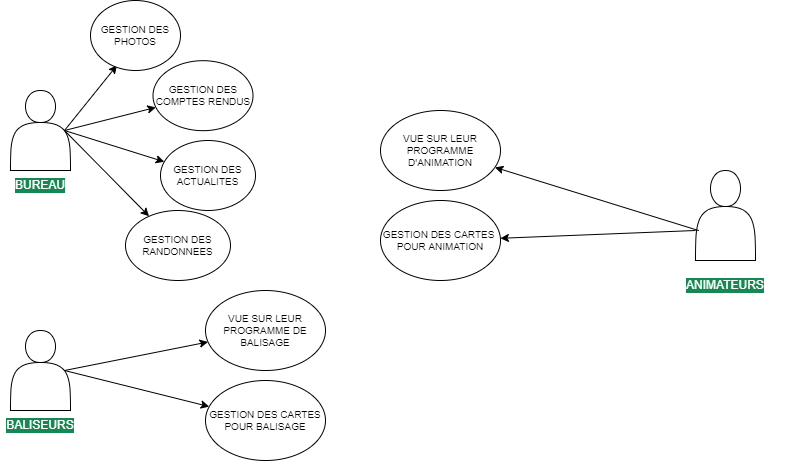 GESTION DES
PHOTOS
GESTION DES
COMPTES RENDUS
BUREAU
GESTION DES
ACTUALITES
GESTION DES
RANDONNEES
VUE SUR LEUR
PROGRAMME
D'ANIMATION
GESTION DES CARTES
POUR ANIMATION
ANIMATEURS
VUE SUR LEUR
PROGRAMME DE
BALISAGE
GESTION DES CARTES
POUR BALISAGE
BALISEURS